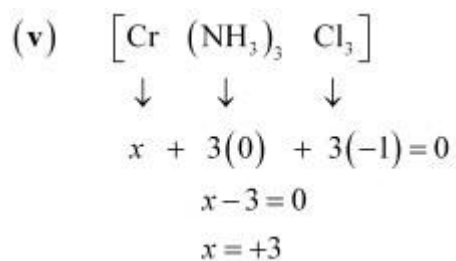 (v) [Cr (NH₃)₃ Cl₃]
↓ ↓ ↓
x + 3(0) + 3(−1) = 0
x − 3 = 0
x = +3